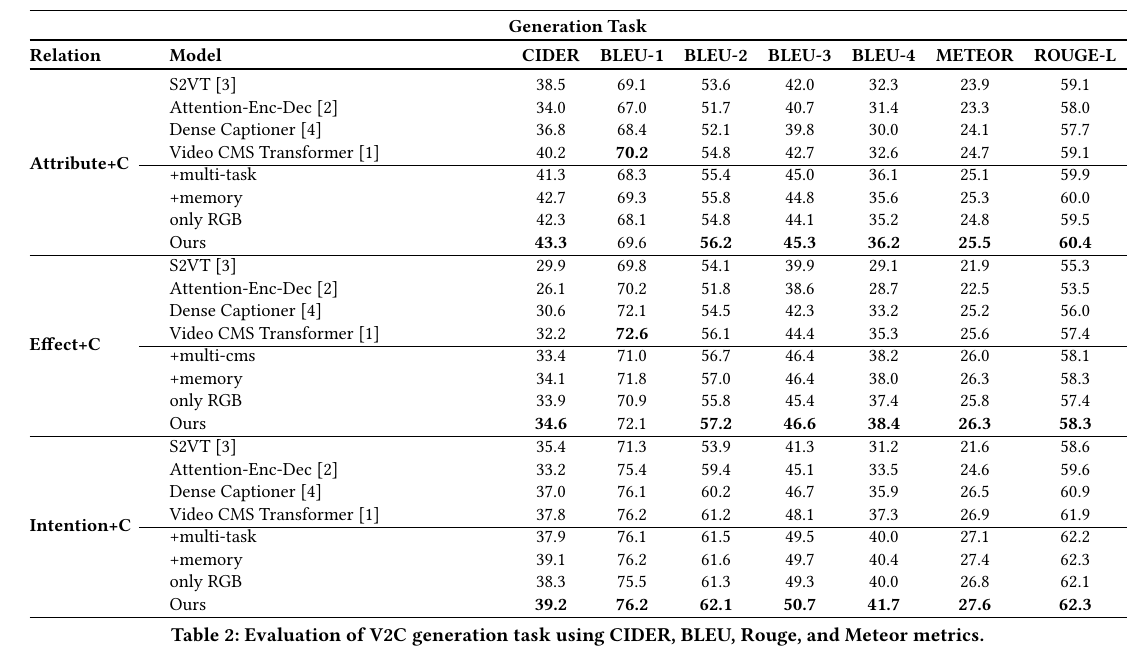 Generation Task
Relation Model CIDER BLEU-1 BLEU-2 BLEU-3 BLEU-4 METEOR ROUGE-L
S2VT [3] 38.5 69.1 53.6 42.0 32.3 23.9 59.1
Attention-Enc-Dec [2] 34.0 67.0 51.7 40.7 31.4 23.3 58.0
Dense Captioner [4] 36.8 68.4 52.1 39.8 30.0 24.1 57.7
Video CMS Transformer [1] 40.2 70.2 54.8 42.7 32.6 24.7 59.1
Attribute+C
+multi-task 41.3 68.3 55.4 45.0 36.1 25.1 59.9
+memory 42.7 69.3 55.8 44.8 35.6 25.3 60.0
only RGB 42.3 68.1 54.8 44.1 35.2 24.8 59.5
Ours 43.3 69.6 56.2 45.3 36.2 25.5 60.4
S2VT [3] 29.9 69.8 54.1 39.9 29.1 21.9 55.3
Attention-Enc-Dec [2] 26.1 70.2 51.8 38.6 28.7 22.5 53.5
Dense Captioner [4] 30.6 72.1 54.5 42.3 33.2 25.2 56.0
Video CMS Transformer [1] 32.2 72.6 56.1 44.4 35.3 25.6 57.4
Effect+C
+multi-cms 33.4 71.0 56.7 46.4 38.2 26.0 58.1
+memory 34.1 71.8 57.0 46.4 38.0 26.3 58.3
only RGB 33.9 70.9 55.8 45.4 37.4 25.8 57.4
Ours 34.6 72.1 57.2 46.6 38.4 26.3 58.3
S2VT [3] 35.4 71.3 53.9 41.3 31.2 21.6 58.6
Attention-Enc-Dec [2] 33.2 75.4 59.4 45.1 33.5 24.6 59.6
Dense Captioner [4] 37.0 76.1 60.2 46.7 35.9 26.5 60.9
Video CMS Transformer [1] 37.8 76.2 61.2 48.1 37.3 26.9 61.9
Intention+C
+multi-task 37.9 76.1 61.5 49.5 40.0 27.1 62.2
+memory 39.1 76.2 61.6 49.7 40.4 27.4 62.3
only RGB 38.3 75.5 61.3 49.3 40.0 26.8 62.1
Ours 39.2 76.2 62.1 50.7 41.7 27.6 62.3
Table 2: Evaluation of V2C generation task using CIDER, BLEU, Rouge, and Meteor metrics.